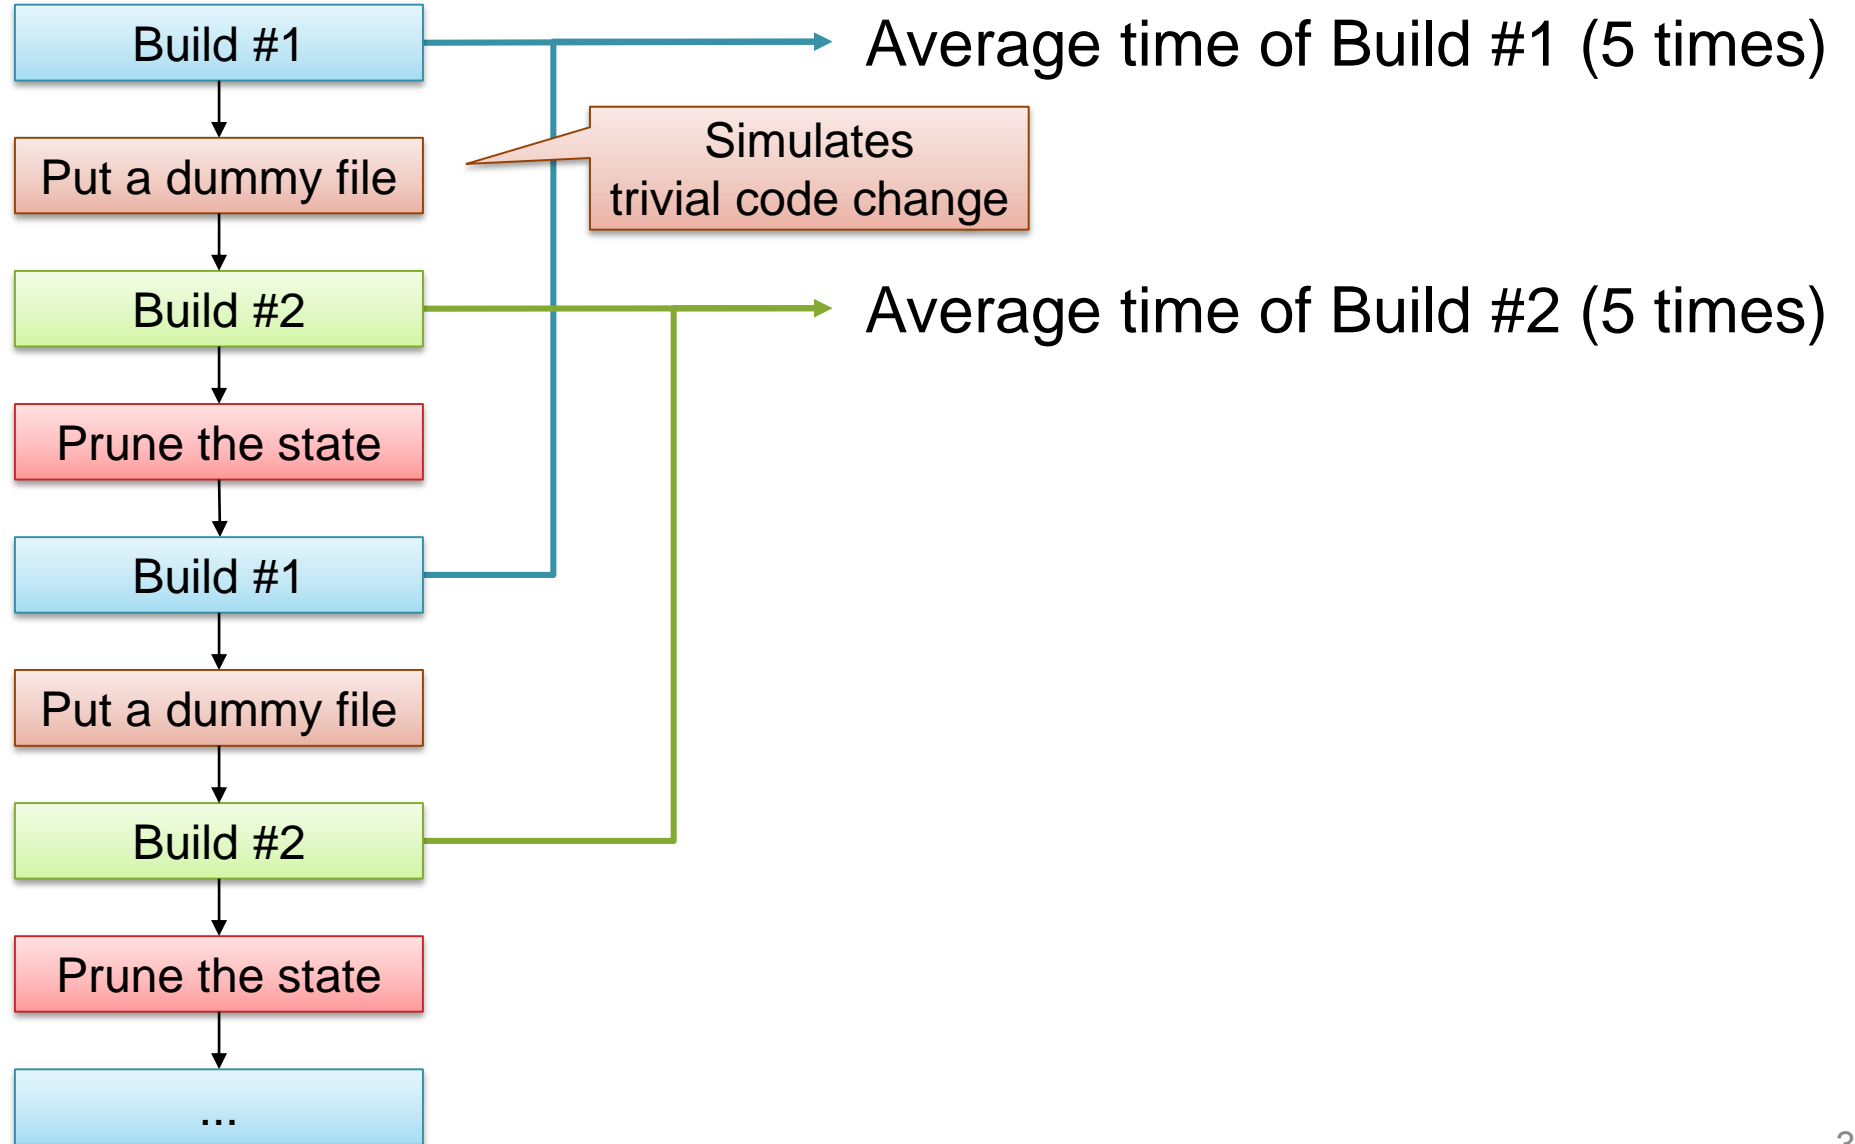 Build #1
Average time of Build #1 (5 times)
Simulates
trivial code change
Put a dummy file
Build #2
Average time of Build #2 (5 times)
Prune the state
Build #1
Put a dummy file
Build #2
Prune the state
...